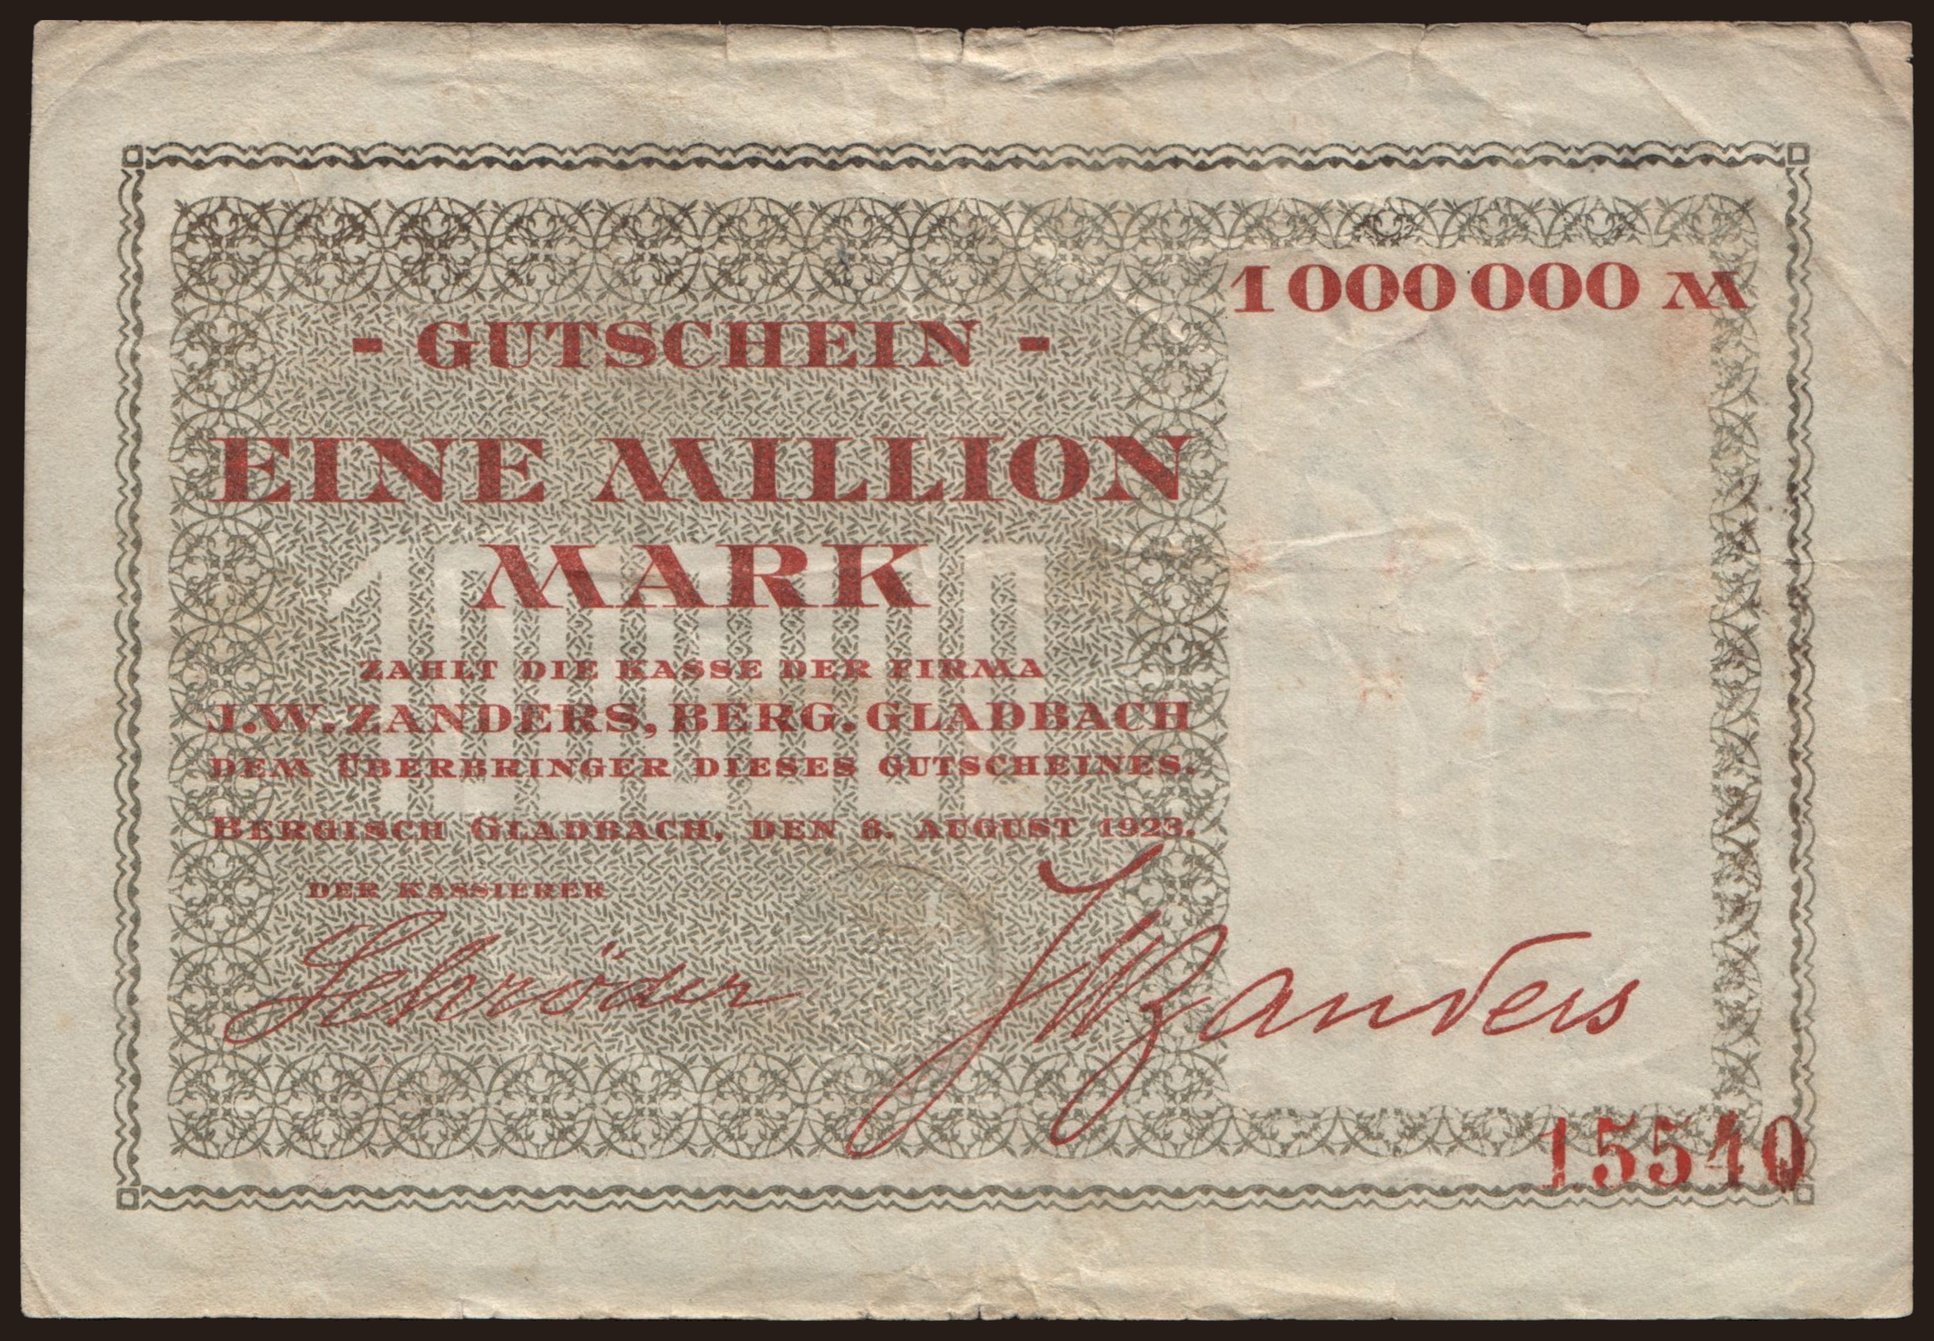 1 000 000 M
- GUTSCHEIN -
EINE MILLION
MARK
ZAHLT DIE KASSE DER FIRMA
J.W. ZANDERS, BERG. GLADBACH
DEM ÜBERBRINGER DIESES GUTSCHEINES.
BERGISCH GLADBACH, DEN 8. AUGUST 1923.
DER KASSIERER
Schröder
JWZanders
15540